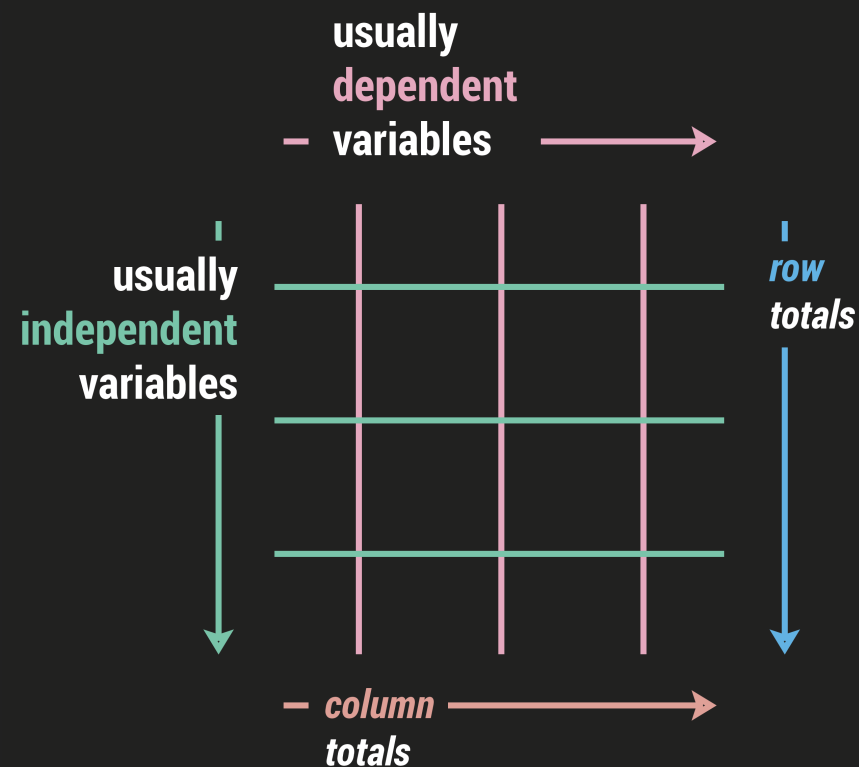 usually
dependent
variables
usually
independent
variables
row
totals
column
totals